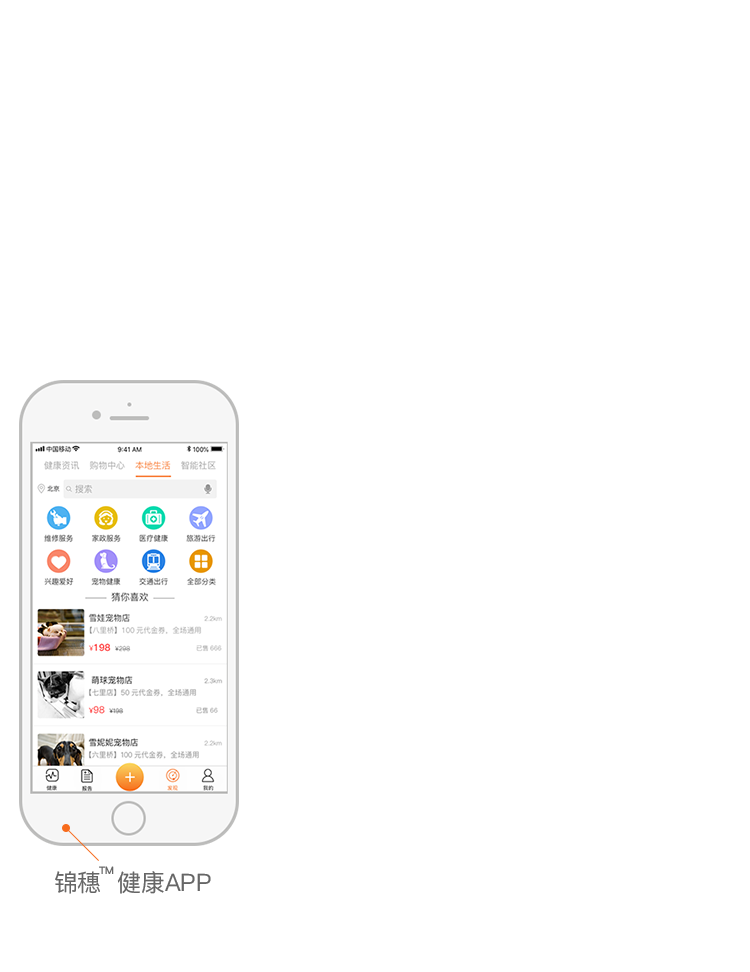 中国移动 9:41 AM 100%
健康资讯 购物中心 本地生活 智能社区
北京 搜索
维修服务 家政服务 医疗健康 旅游出行
兴趣爱好 宠物健康 交通出行 全部分类
猜你喜欢
雪娃宠物店 2.2km
【八里桥】100 元代金券，全场通用
¥198 ¥298 已售 666
萌球宠物店 2.3km
【七里店】50 元代金券，全场通用
¥98 ¥198 已售 66
雪妮妮宠物店 2.2km
【六里桥】100 元代金券，全场通用
健康 报告 发现 我的
锦穗™健康APP